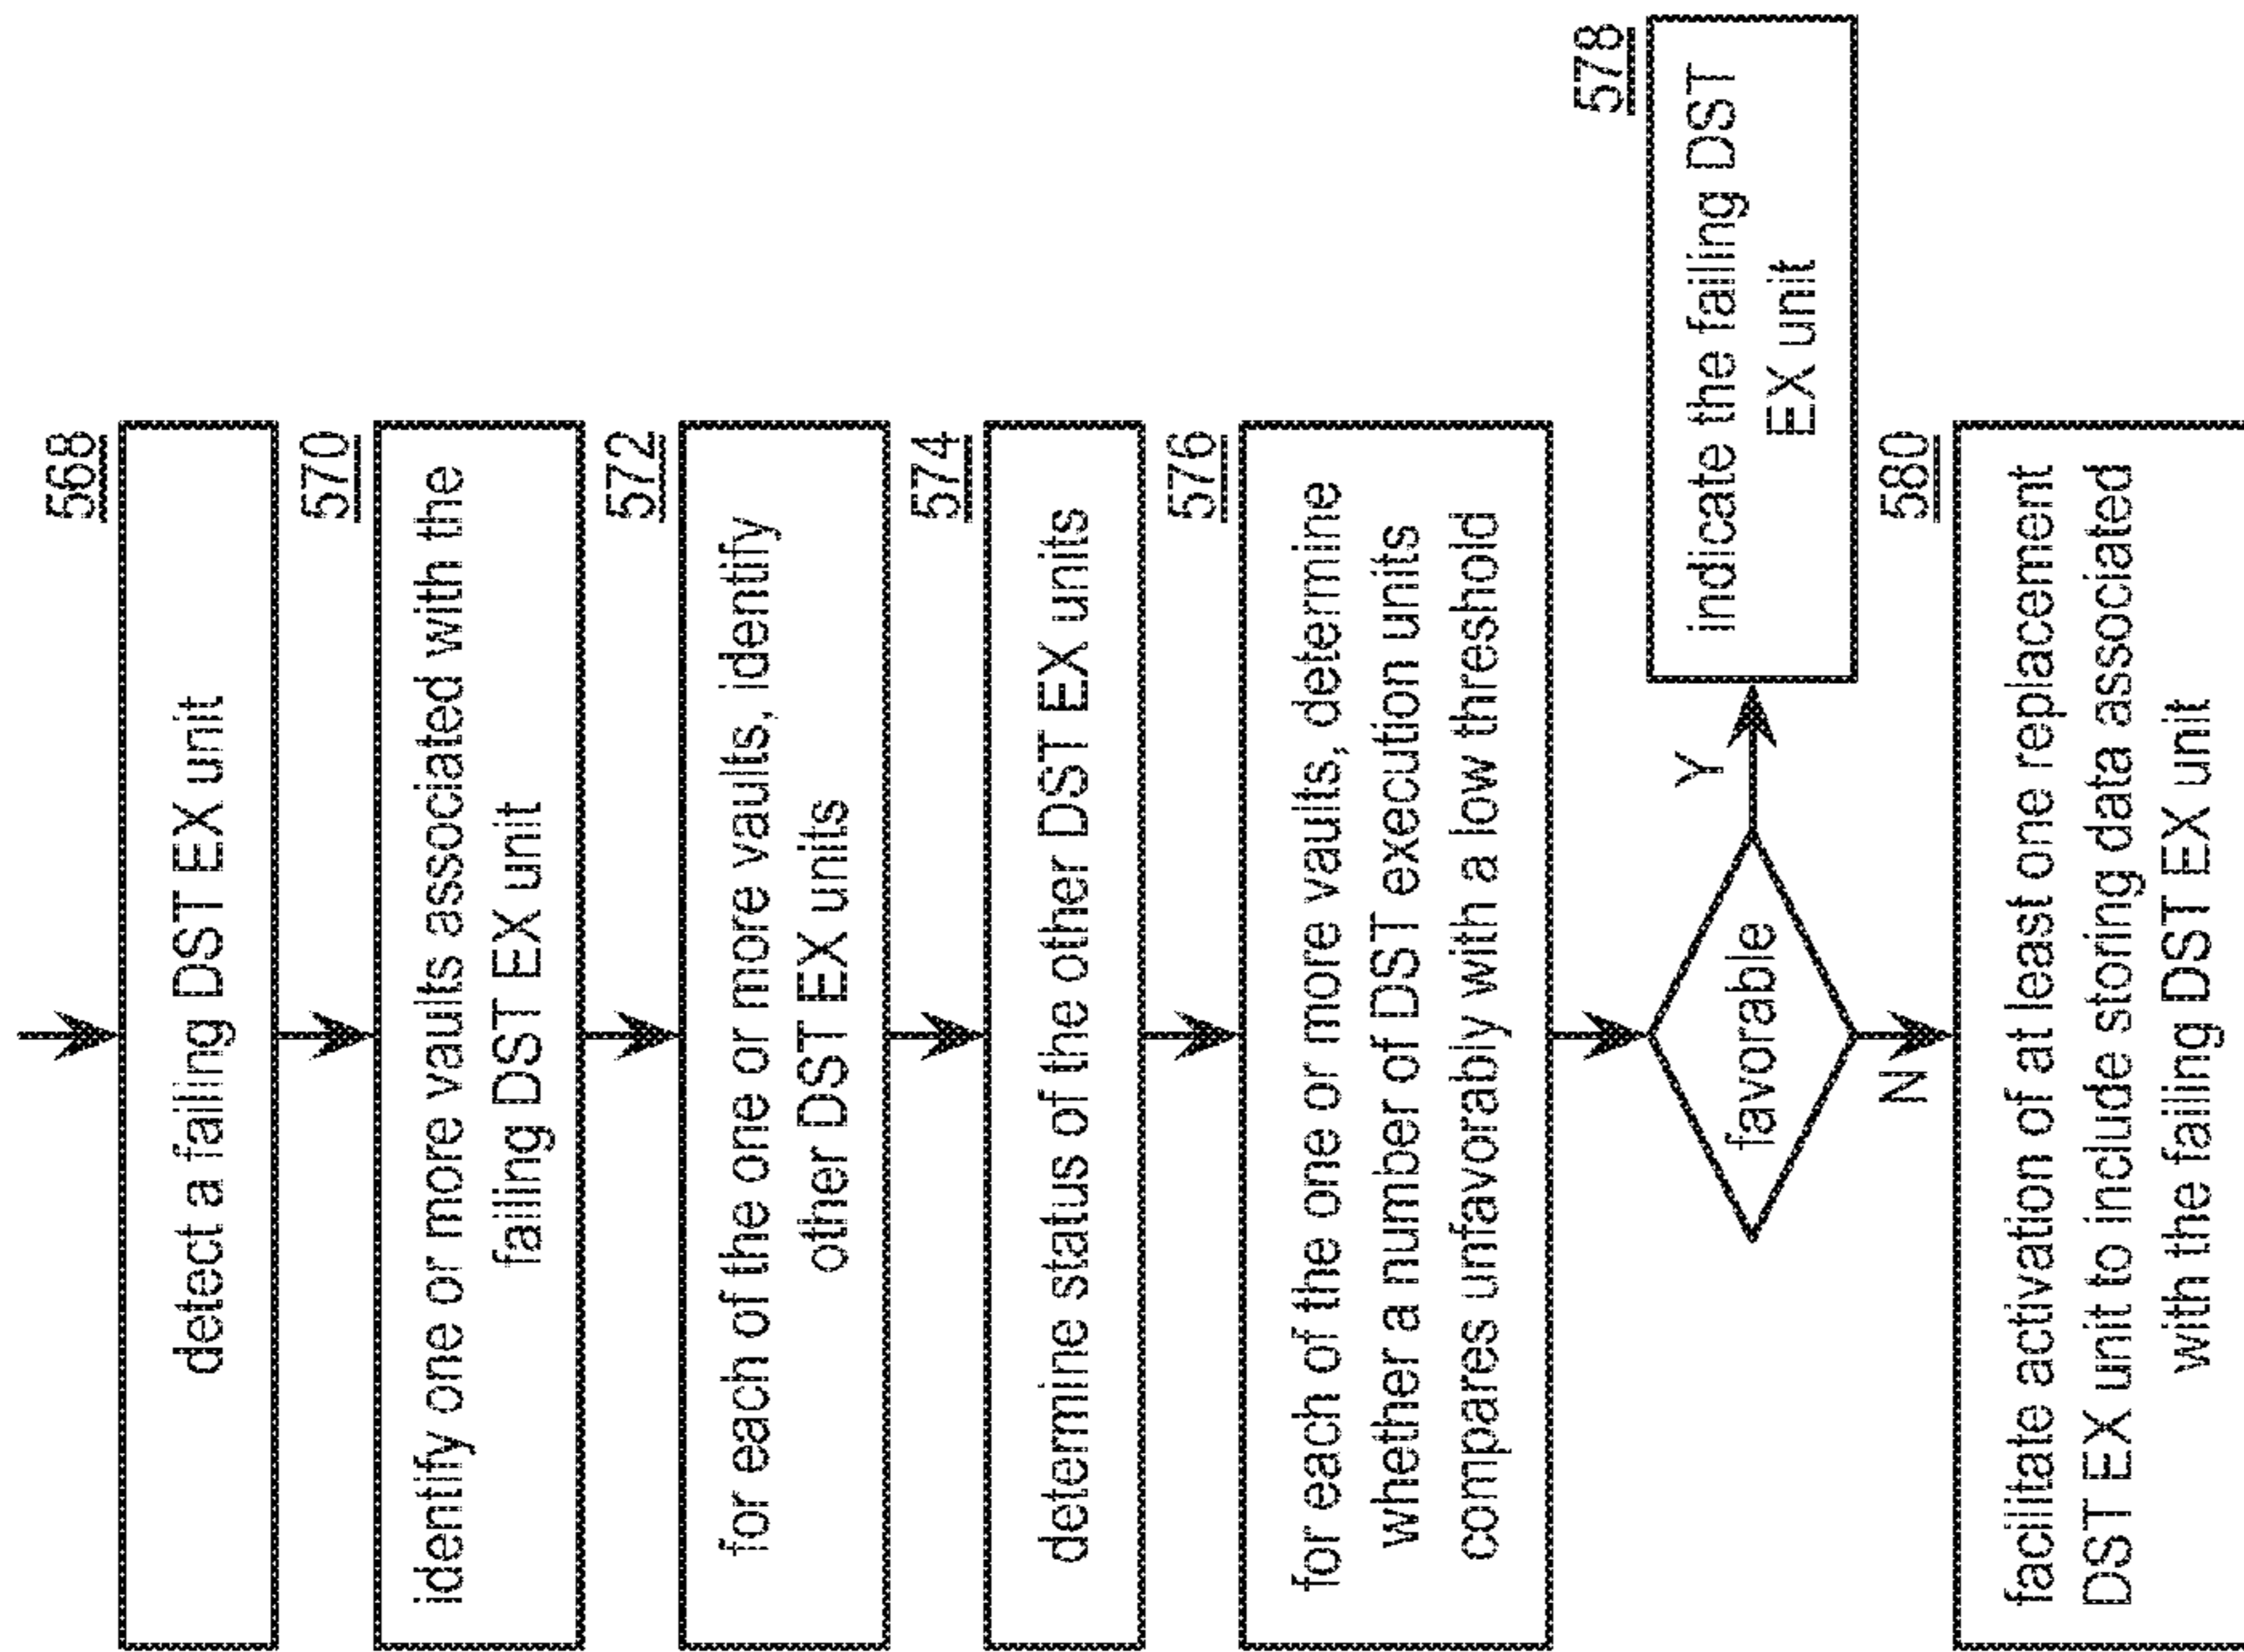 568
detect a failing DST EX unit
570
identify one or more vaults associated with the
failing DST EX unit
572
for each of the one or more vaults, identify
other DST EX units
574
determine status of the other DST EX units
576
for each of the one or more vaults, determine
whether a number of DST execution units
compares unfavorably with a low threshold
favorable
Y
578
indicate the failing DST
EX unit
N
580
facilitate activation of at least one replacement
DST EX unit to include storing data associated
with the failing DST EX unit